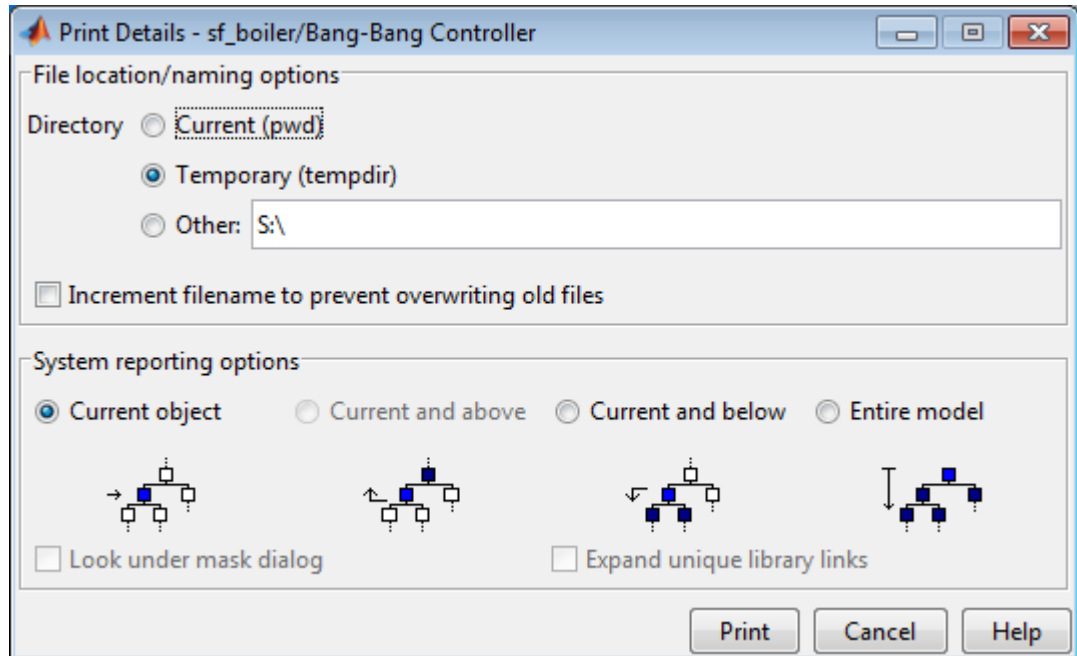 Print Details - sf_boiler/Bang-Bang Controller
File location/naming options
Directory Current (pwd)
Temporary (tempdir)
Other: S:\
Increment filename to prevent overwriting old files
System reporting options
Current object Current and above Current and below Entire model
Look under mask dialog Expand unique library links
Print Cancel Help